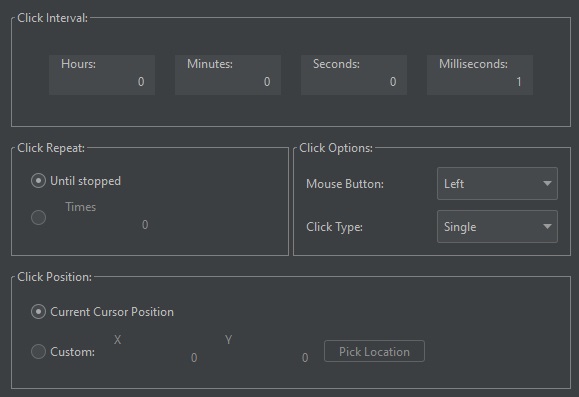 Click Interval:
Hours: Minutes: Seconds: Milliseconds:
0 0 0 1
Click Repeat:
Until stopped
Times
0
Click Options:
Mouse Button: Left
Click Type: Single
Click Position:
Current Cursor Position
X Y
Custom: 0 0 Pick Location